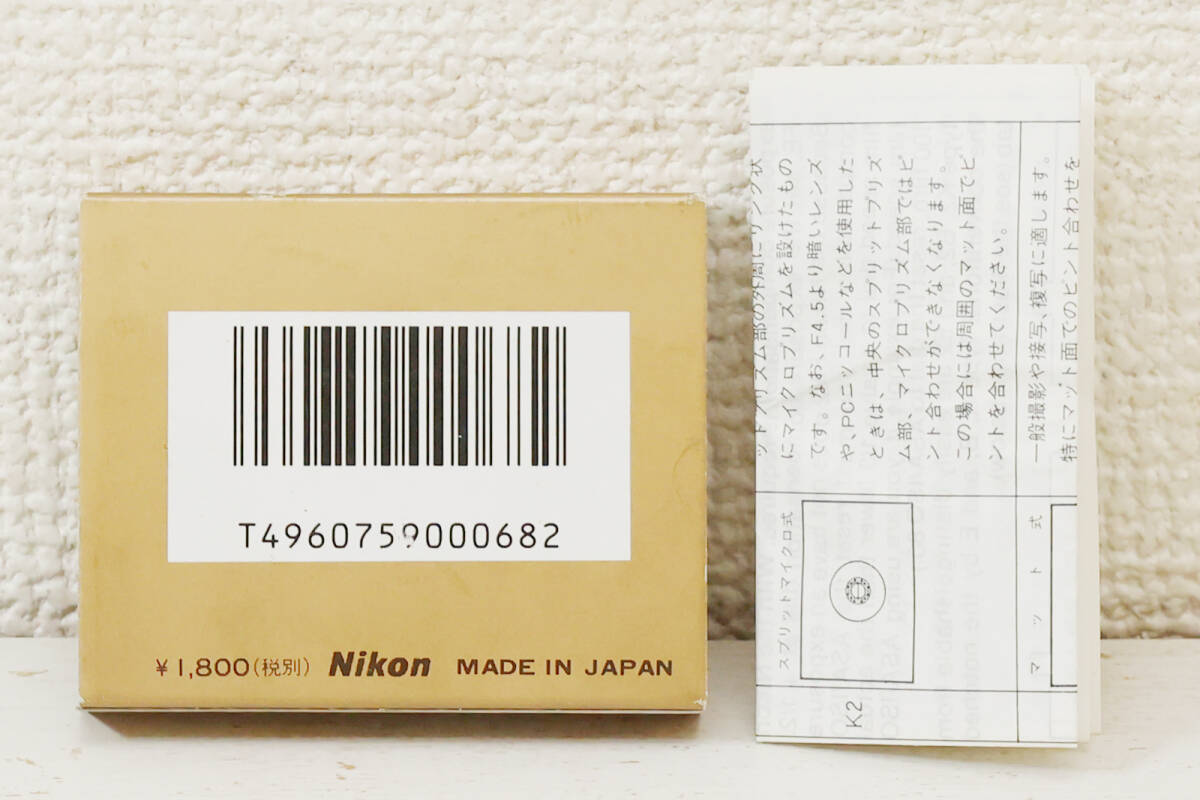 T4960759000682
¥1,800(税別) Nikon MADE IN JAPAN
ットプリズム部の外周にリング状
にマイクロプリズムを設けたもの
です。なお、F4.5より暗いレンズ
や、PCニッコールなどを使用した
ときは、中央のスプリットプリズ
ム部、マイクロプリズム部ではピ
ント合わせができなくなります。
この場合には周囲のマット面でピ
ントを合わせてください。
一般撮影や接写、複写に適します。
特にマット面でのピント合わせを
スプリットマイクロ式
K2
マット式